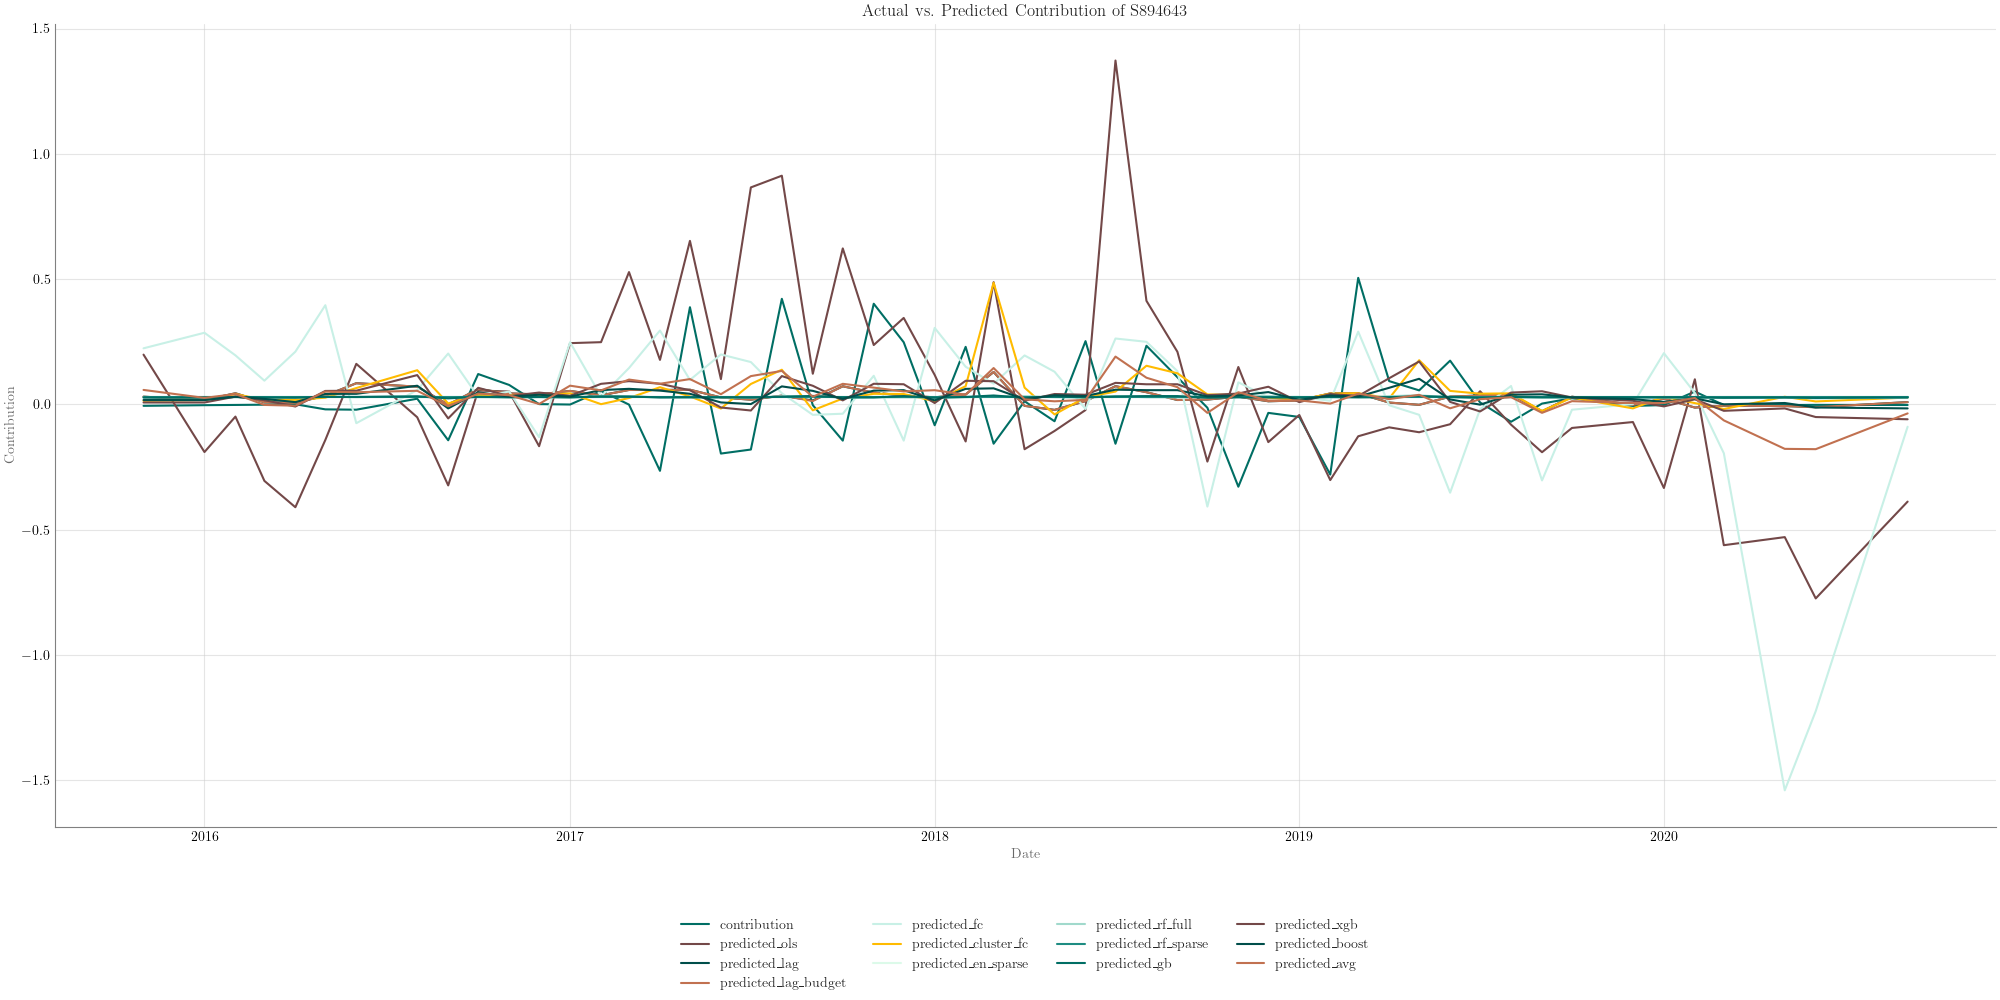 Actual vs. Predicted Contribution of S894643
1.5
1.0
0.5
0.0
−0.5
−1.0
−1.5
Contribution
2016 2017 2018 2019 2020
Date
contribution predicted_fc predicted_rf_full predicted_xgb
predicted_ols predicted_cluster_fc predicted_rf_sparse predicted_boost
predicted_lag predicted_en_sparse predicted_gb predicted_avg
predicted_lag_budget